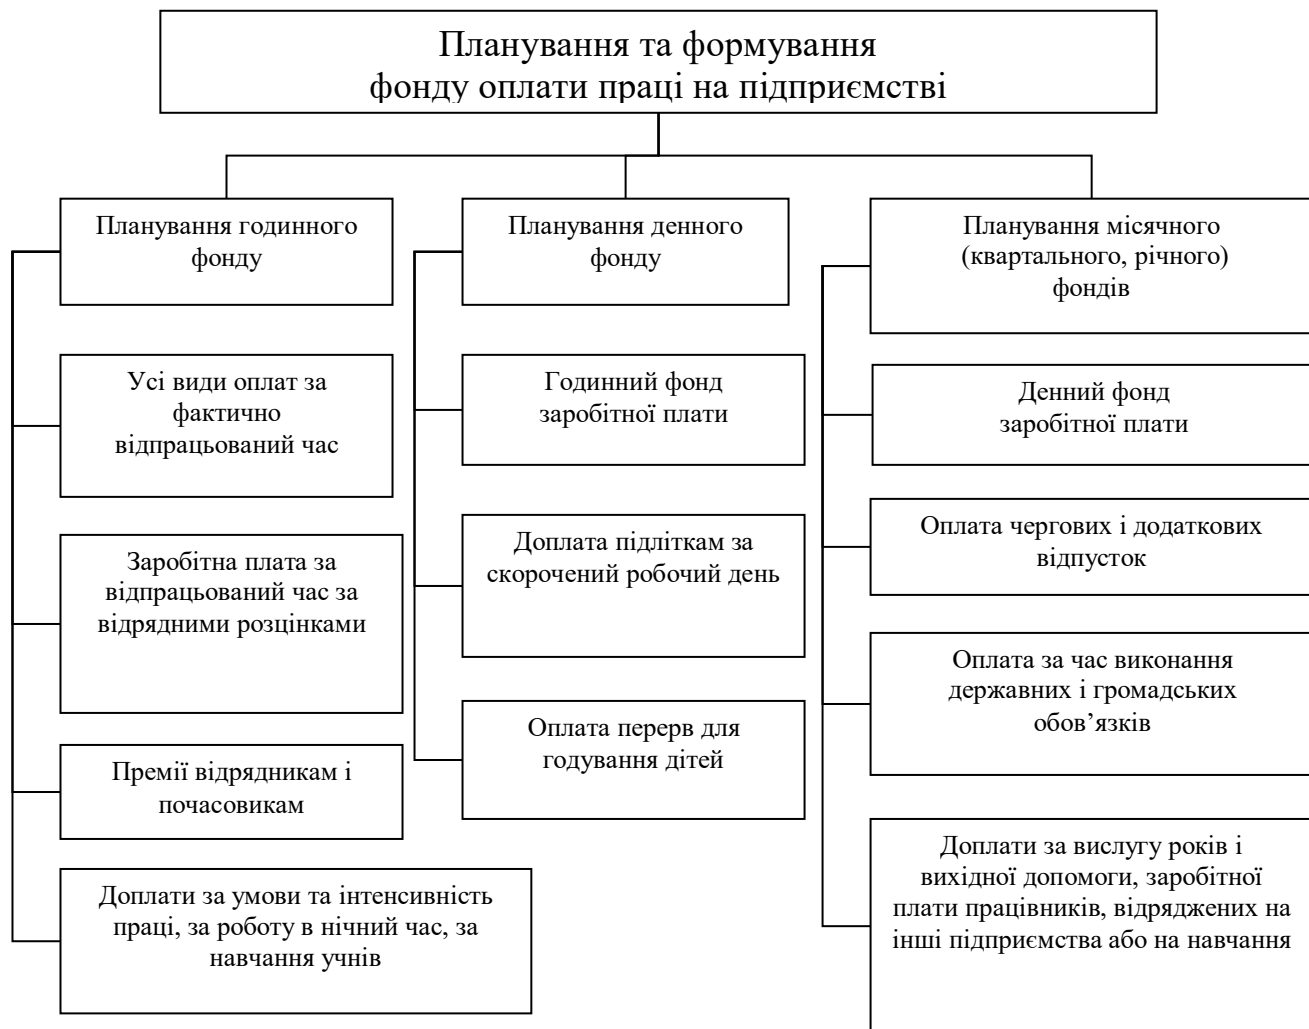 Планування та формування
фонду оплати праці на підприємстві
Планування годинного
фонду
Усі види оплат за
фактично
відпрацьований час
Заробітна плата за
відпрацьований час за
відрядними розцінками
Премії відрядникам і
почасовикам
Доплати за умови та інтенсивність
праці, за роботу в нічний час, за
навчання учнів
Планування денного
фонду
Годинний фонд
заробітної плати
Доплата підліткам за
скорочений робочий день
Оплата перерв для
годування дітей
Планування місячного
(квартального, річного)
фондів
Денний фонд
заробітної плати
Оплата чергових і додаткових
відпусток
Оплата за час виконання
державних і громадських
обов’язків
Доплати за вислугу років і
вихідної допомоги, заробітної
плати працівників, відряджених на
інші підприємства або на навчання